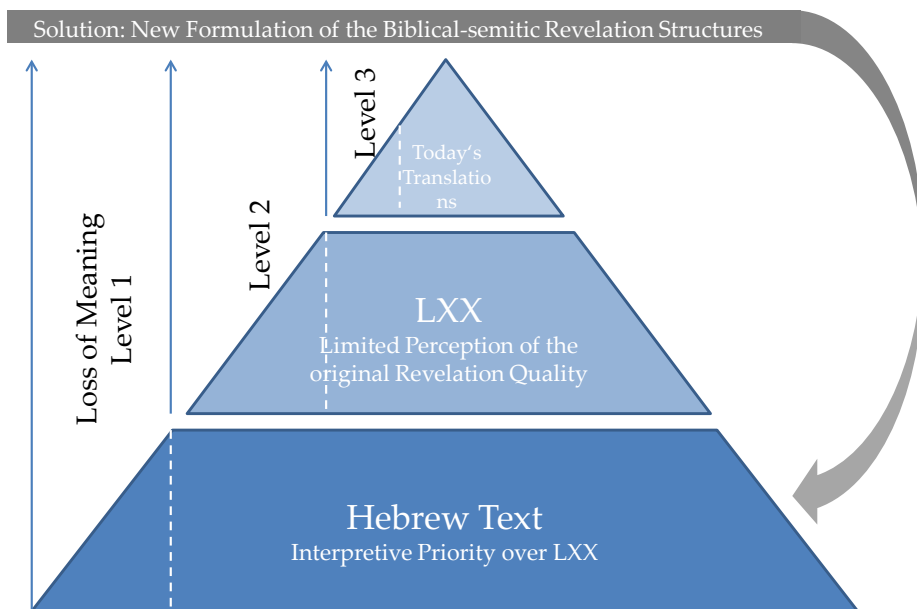 Solution: New Formulation of the Biblical-semitic Revelation Structures
Level 3
Today‘s
Translatio
ns
Level 2
LXX
Limited Perception of the
original Revelation Quality
Loss of Meaning
Level 1
Hebrew Text
Interpretive Priority over LXX